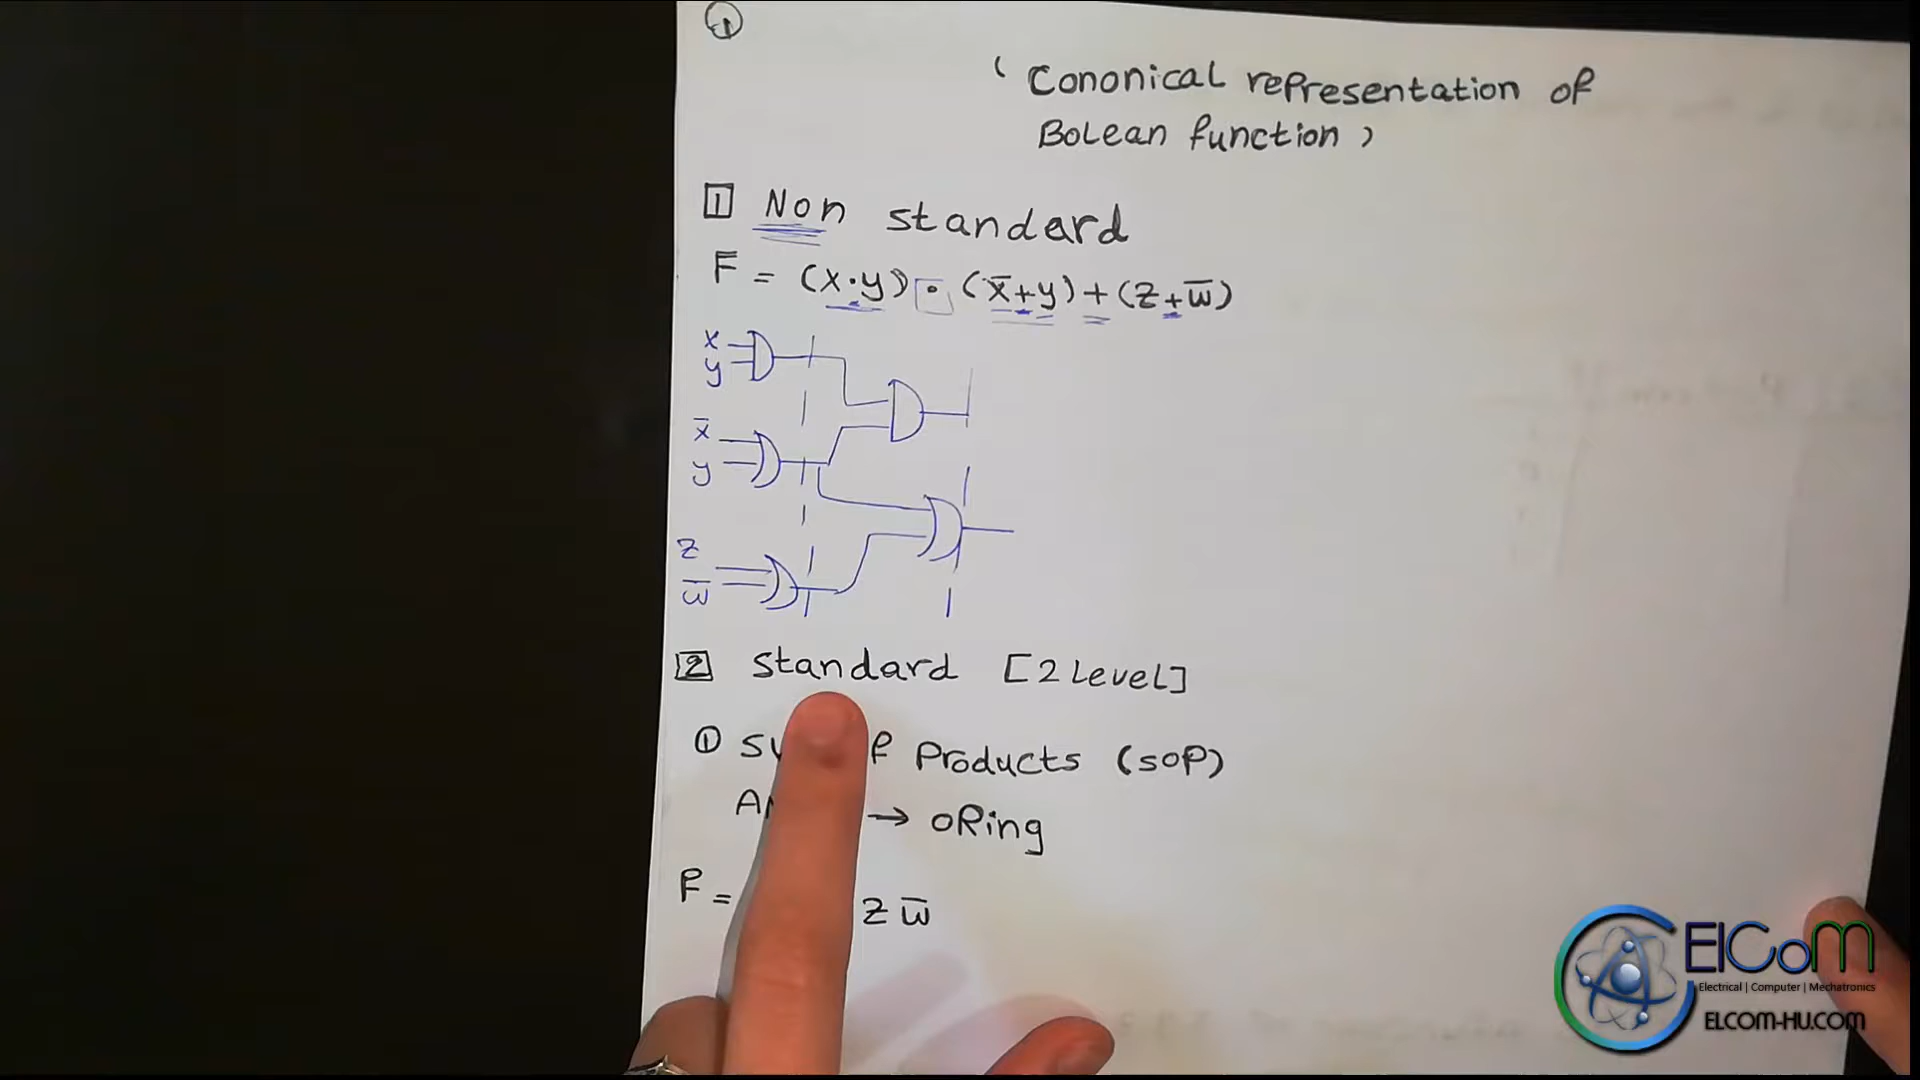 1
( Cononical representation of
Bolean function )
1 Non standard
F = (x·y) · (x̅+y) + (z+w̅)
x
y
x̅
y
z
w̅
2 standard [2 Level]
1 f Products (SOP)
→ oRing
F = z w̅
ElCoM
Electrical | Computer | Mechatronics
ELCOM-HU.COM